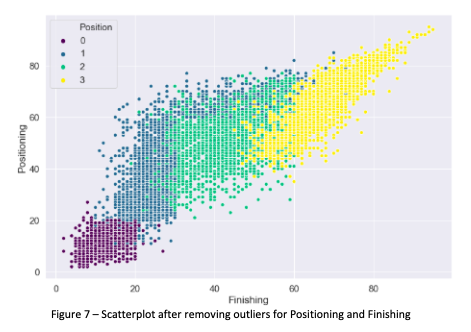 Position
0
1
2
3
80
60
40
20
0
Positioning
0 20 40 60 80
Finishing
Figure 7 – Scatterplot after removing outliers for Positioning and Finishing